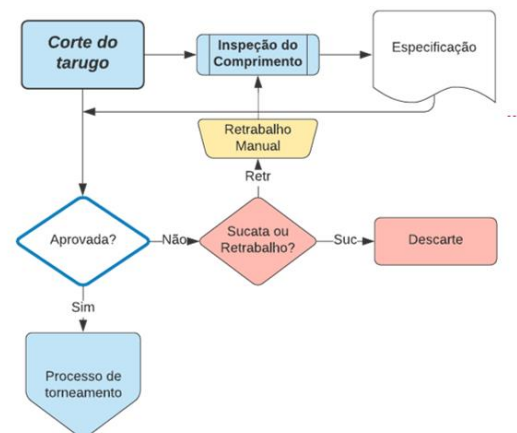 Corte do
tarugo
Inspeção do
Comprimento
Especificação
Retrabalho
Manual
Retr
Aprovada?
Não
Sucata ou
Retrabalho?
Suc
Descarte
Sim
Processo de
torneamento